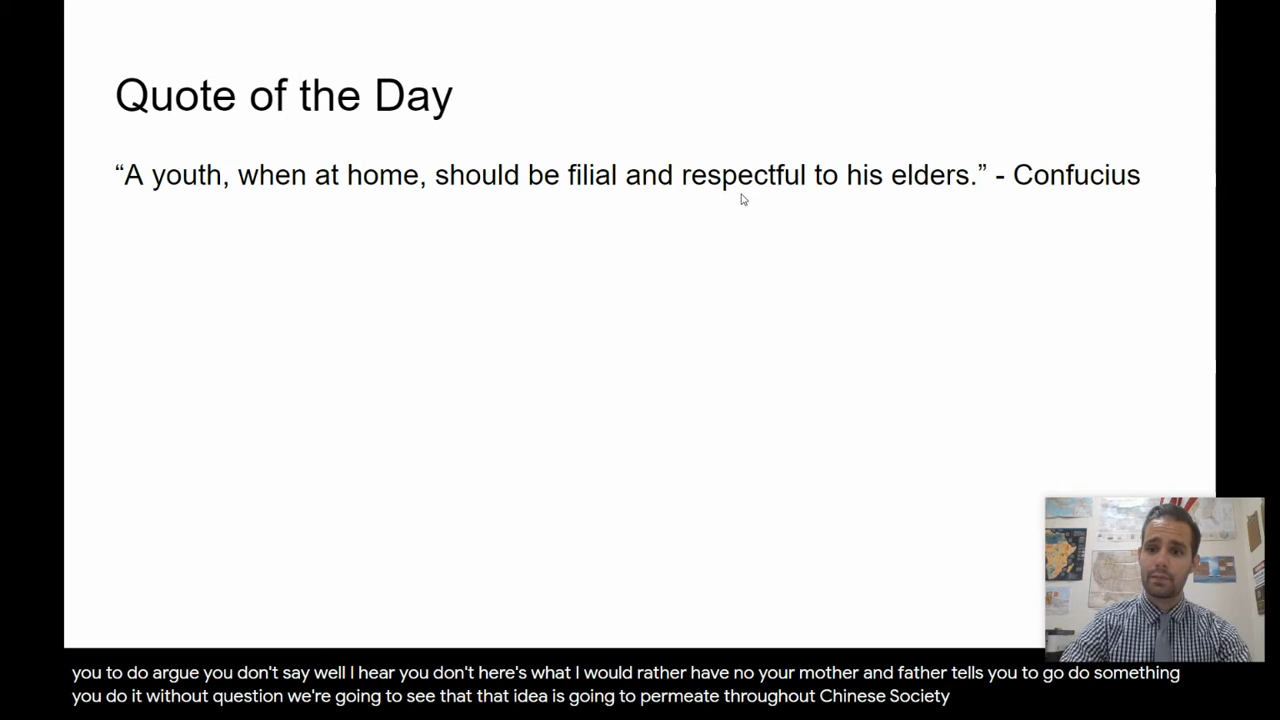 Quote of the Day
“A youth, when at home, should be filial and respectful to his elders.” - Confucius
you to do argue you don't say well I hear you don't here's what I would rather have no your mother and father tells you to go do something
you do it without question we're going to see that that idea is going to permeate throughout Chinese Society